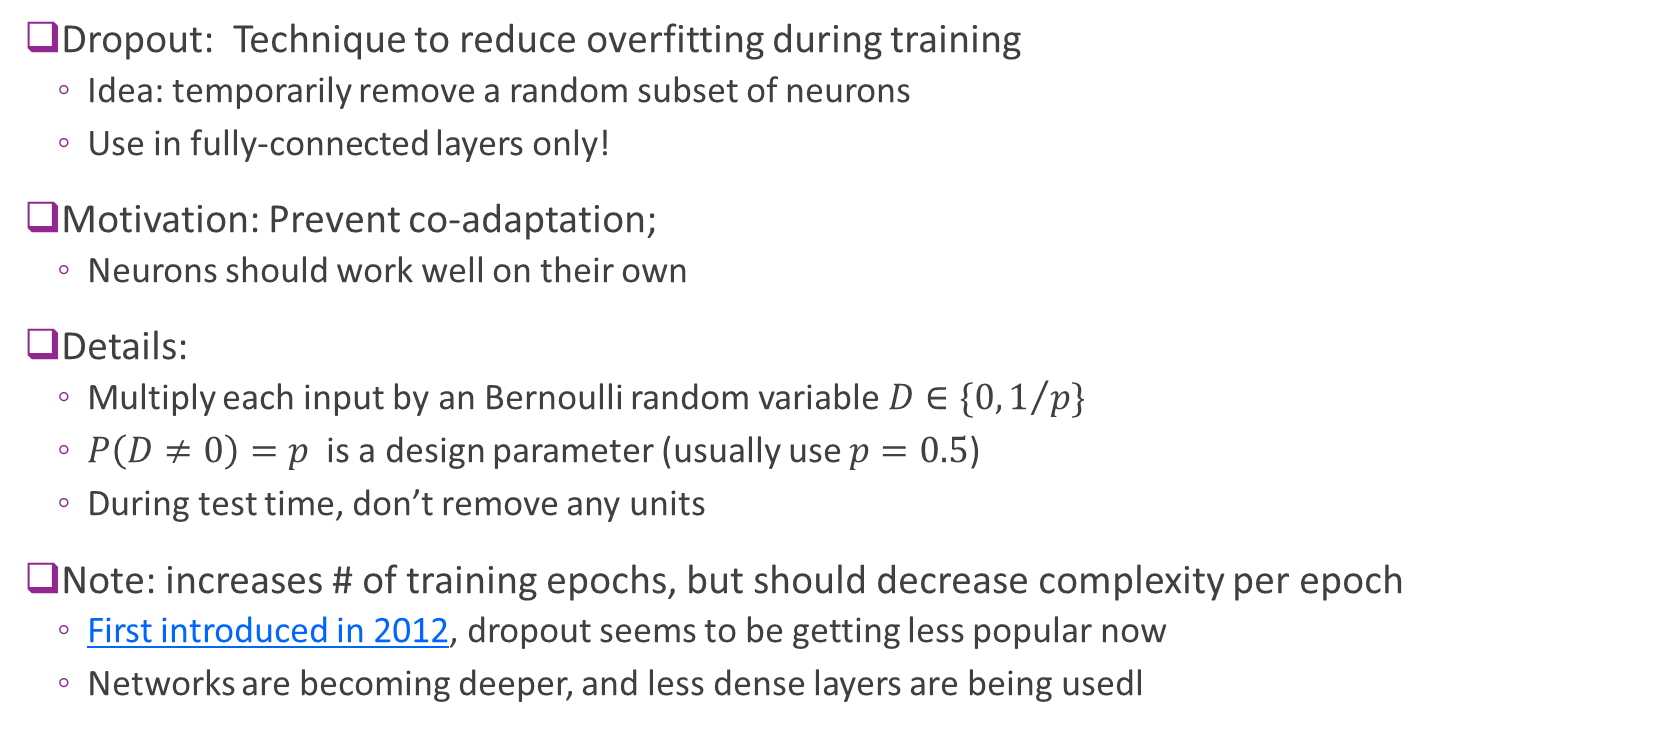 ❑Dropout: Technique to reduce overfitting during training
◦ Idea: temporarily remove a random subset of neurons
◦ Use in fully-connected layers only!
❑Motivation: Prevent co-adaptation;
◦ Neurons should work well on their own
❑Details:
◦ Multiply each input by an Bernoulli random variable 𝐷 ∈ {0, 1/𝑝}
◦ 𝑃(𝐷 ≠ 0) = 𝑝 is a design parameter (usually use 𝑝 = 0.5)
◦ During test time, don’t remove any units
❑Note: increases # of training epochs, but should decrease complexity per epoch
◦ First introduced in 2012, dropout seems to be getting less popular now
◦ Networks are becoming deeper, and less dense layers are being usedl